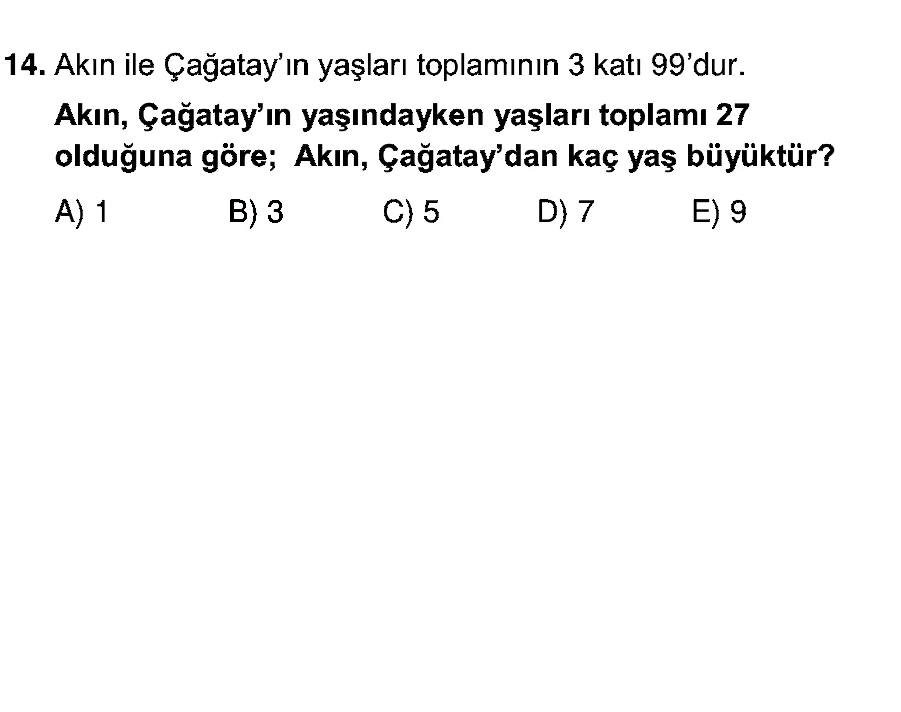 14. Akın ile Çağatay’ın yaşları toplamının 3 katı 99’dur.
Akın, Çağatay’ın yaşındayken yaşları toplamı 27
olduğuna göre; Akın, Çağatay’dan kaç yaş büyüktür?
A) 1 B) 3 C) 5 D) 7 E) 9